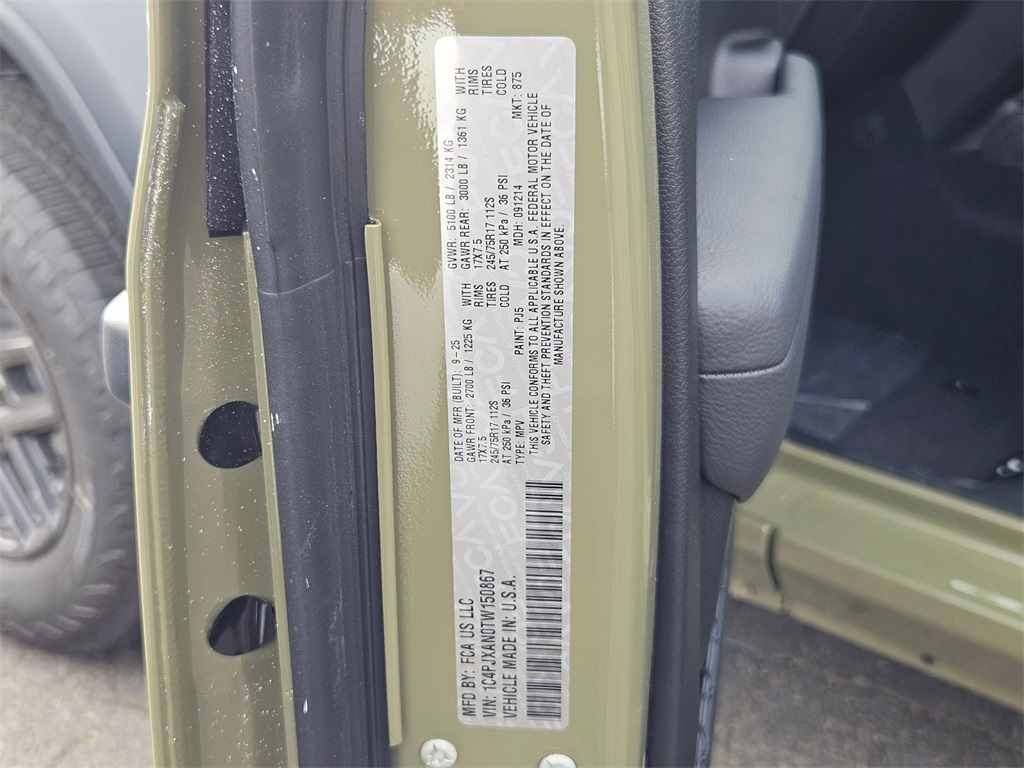 MFD BY: FCA US LLC
DATE OF MFR (BUILT): 9-25
GVWR: 5100 LB / 2314 KG
VIN: 1C4PJXAN0TW150867
GAWR FRONT: 2700 LB / 1225 KG WITH
GAWR REAR: 3000 LB / 1361 KG WITH
17X7.5 RIMS
17X7.5 RIMS
VEHICLE MADE IN: U.S.A.
245/75R17 112S TIRES
245/75R17 112S TIRES
AT 250 kPa / 36 PSI COLD
AT 250 kPa / 36 PSI COLD
TYPE: MPV PAINT: PJ5 MDH: 091214 MKT: 875
THIS VEHICLE CONFORMS TO ALL APPLICABLE U.S.A. FEDERAL MOTOR VEHICLE
SAFETY AND THEFT PREVENTION STANDARDS IN EFFECT ON THE DATE OF
MANUFACTURE SHOWN ABOVE.